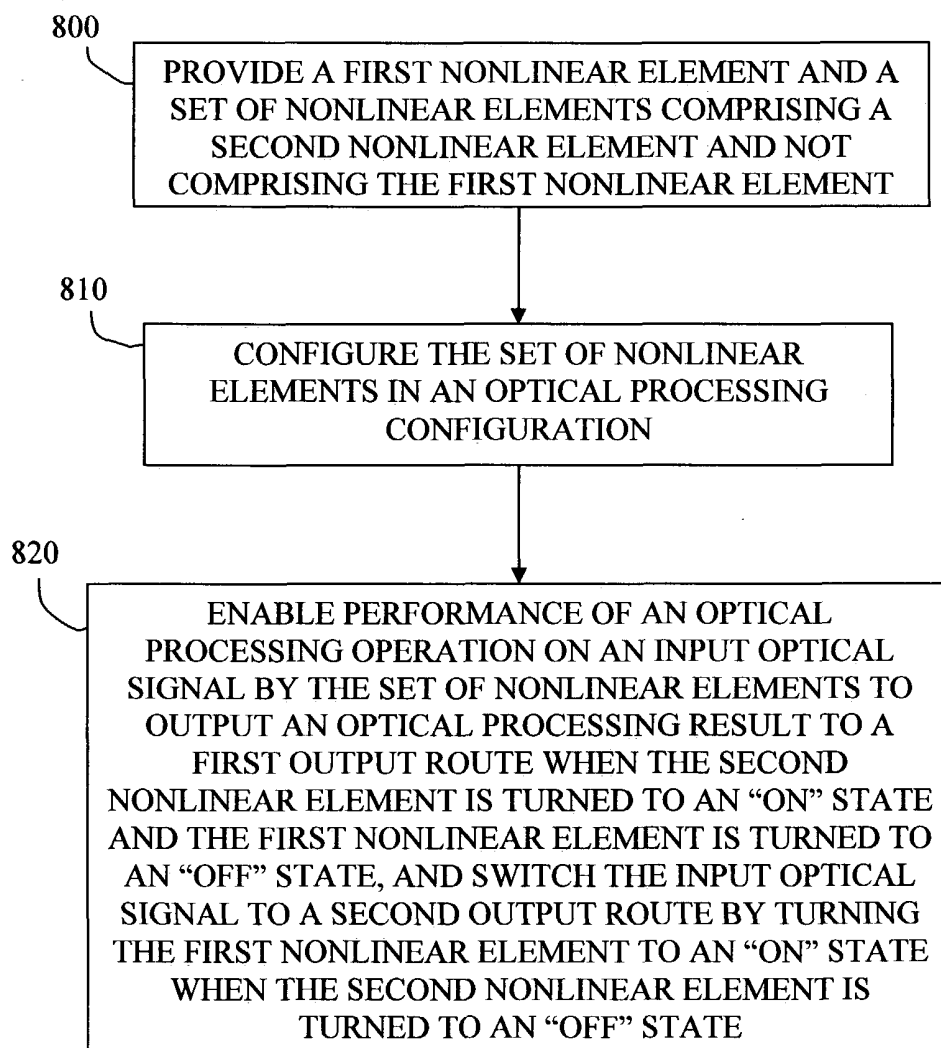 800
PROVIDE A FIRST NONLINEAR ELEMENT AND A
SET OF NONLINEAR ELEMENTS COMPRISING A
SECOND NONLINEAR ELEMENT AND NOT
COMPRISING THE FIRST NONLINEAR ELEMENT
810
CONFIGURE THE SET OF NONLINEAR
ELEMENTS IN AN OPTICAL PROCESSING
CONFIGURATION
820
ENABLE PERFORMANCE OF AN OPTICAL
PROCESSING OPERATION ON AN INPUT OPTICAL
SIGNAL BY THE SET OF NONLINEAR ELEMENTS TO
OUTPUT AN OPTICAL PROCESSING RESULT TO A
FIRST OUTPUT ROUTE WHEN THE SECOND
NONLINEAR ELEMENT IS TURNED TO AN “ON” STATE
AND THE FIRST NONLINEAR ELEMENT IS TURNED TO
AN “OFF” STATE, AND SWITCH THE INPUT OPTICAL
SIGNAL TO A SECOND OUTPUT ROUTE BY TURNING
THE FIRST NONLINEAR ELEMENT TO AN “ON” STATE
WHEN THE SECOND NONLINEAR ELEMENT IS
TURNED TO AN “OFF” STATE